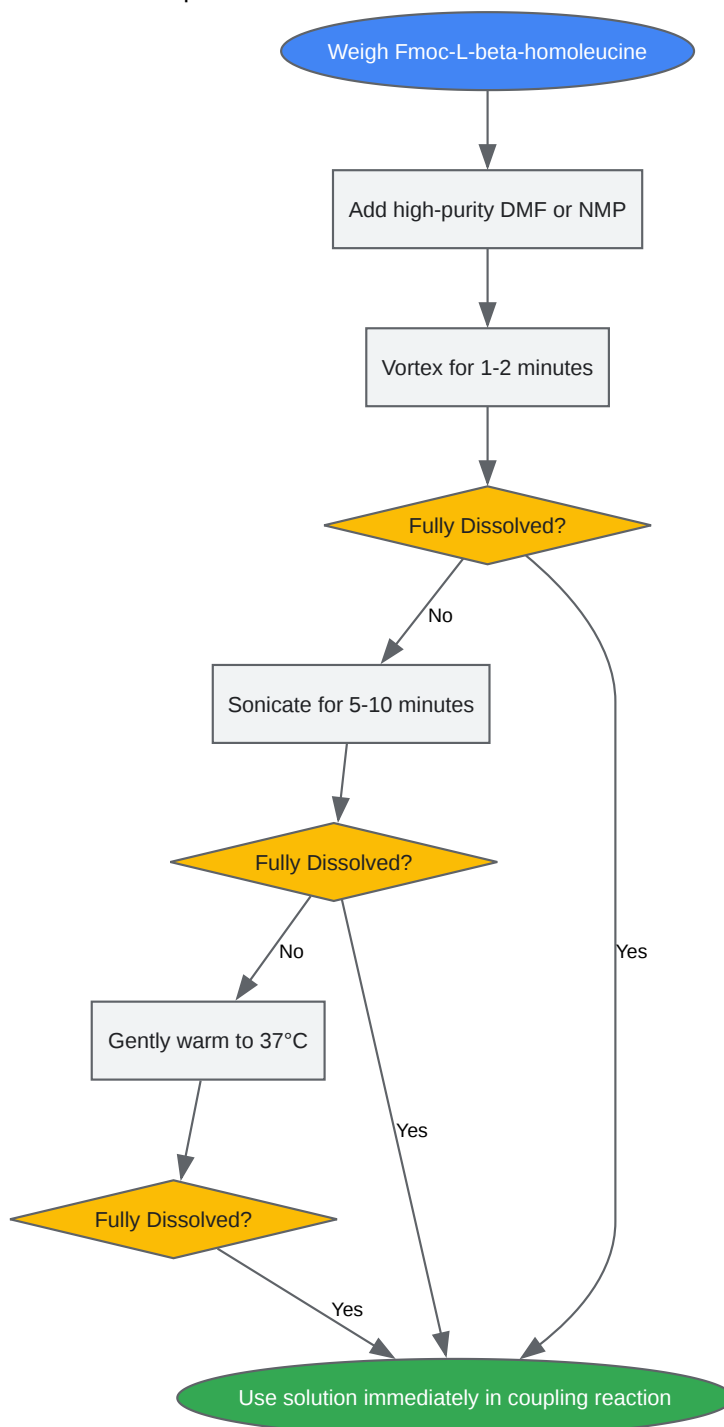 Weigh Fmoc-L-beta-homoleucine
Add high-purity DMF or NMP
Vortex for 1-2 minutes
Fully Dissolved?
No
Sonicate for 5-10 minutes
Fully Dissolved?
No
Yes
Gently warm to 37°C
Yes
Fully Dissolved?
Yes
Use solution immediately in coupling reaction